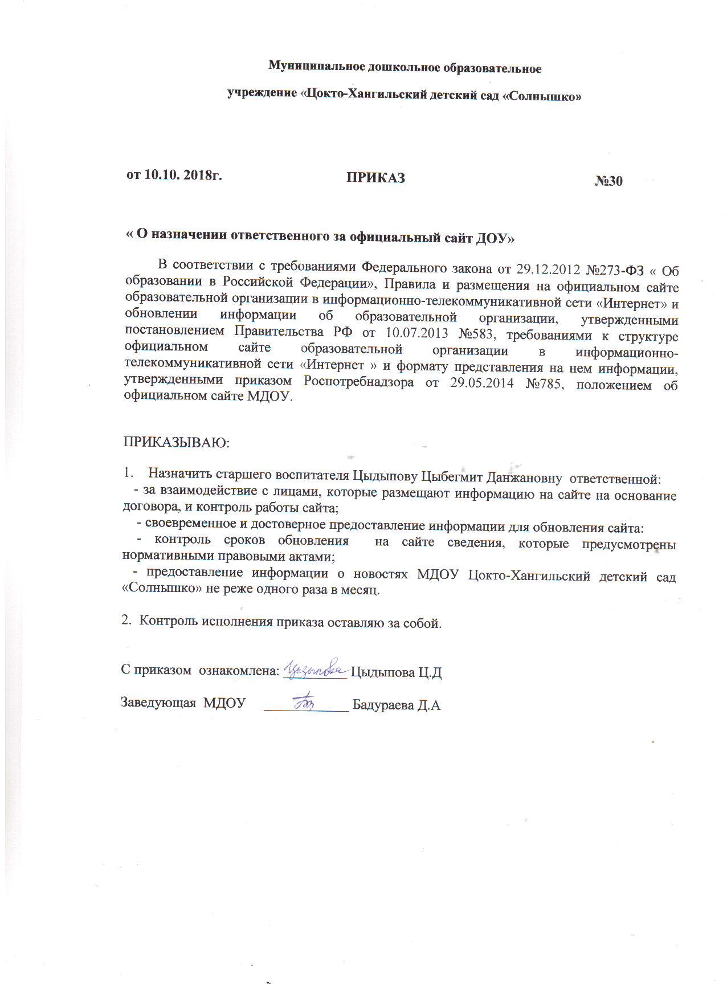 Муниципальное дошкольное образовательное
учреждение «Цокто-Хангильский детский сад «Солнышко»
от 10.10. 2018г. ПРИКАЗ №30
« О назначении ответственного за официальный сайт ДОУ»
В соответствии с требованиями Федерального закона от 29.12.2012 №273-ФЗ « Об
образовании в Российской Федерации», Правила и размещения на официальном сайте
образовательной организации в информационно-телекоммуникативной сети «Интернет» и
обновлении информации об образовательной организации, утвержденными
постановлением Правительства РФ от 10.07.2013 №583, требованиями к структуре
официальном сайте образовательной организации в информационно-
телекоммуникативной сети «Интернет » и формату представления на нем информации,
утвержденными приказом Роспотребнадзора от 29.05.2014 №785, положением об
официальном сайте МДОУ.
ПРИКАЗЫВАЮ:
1. Назначить старшего воспитателя Цыдыпову Цыбегмит Данжановну ответственной:
- за взаимодействие с лицами, которые размещают информацию на сайте на основание
договора, и контроль работы сайта;
- своевременное и достоверное предоставление информации для обновления сайта:
- контроль сроков обновления на сайте сведения, которые предусмотрены
нормативными правовыми актами;
- предоставление информации о новостях МДОУ Цокто-Хангильский детский сад
«Солнышко» не реже одного раза в месяц.
2. Контроль исполнения приказа оставляю за собой.
С приказом ознакомлена: Цыдыпова Цыдыпова Ц.Д
Заведующая МДОУ Бадураева Д.А